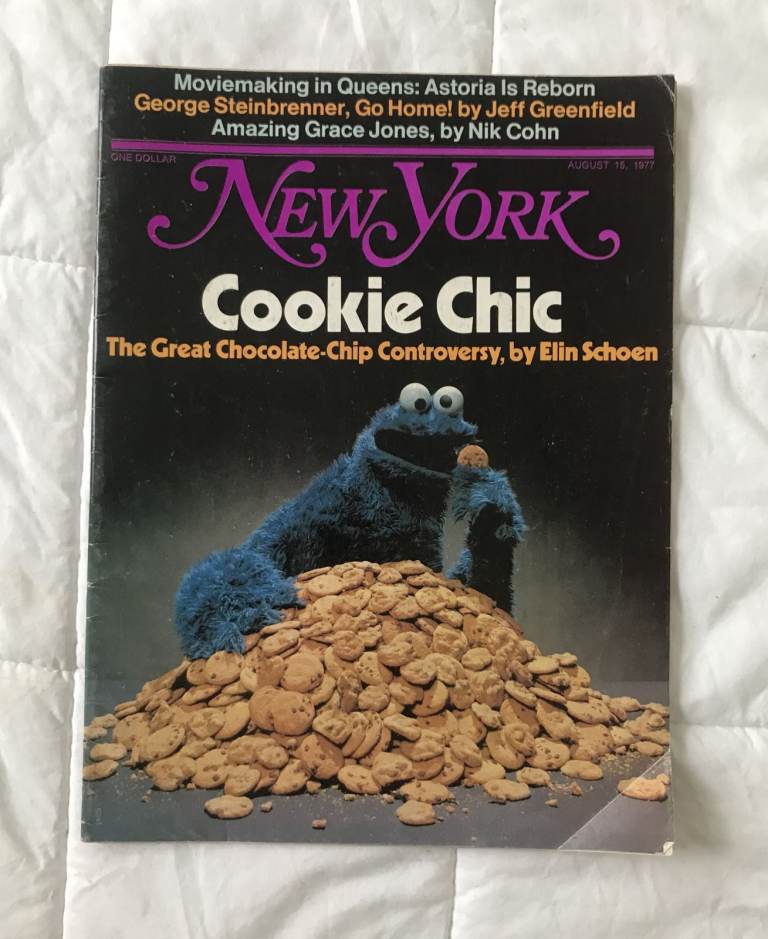 Moviemaking in Queens: Astoria Is Reborn
George Steinbrenner, Go Home! by Jeff Greenfield
Amazing Grace Jones, by Nik Cohn
ONE DOLLAR
AUGUST 15, 1977
NEW YORK
Cookie Chic
The Great Chocolate-Chip Controversy, by Elin Schoen